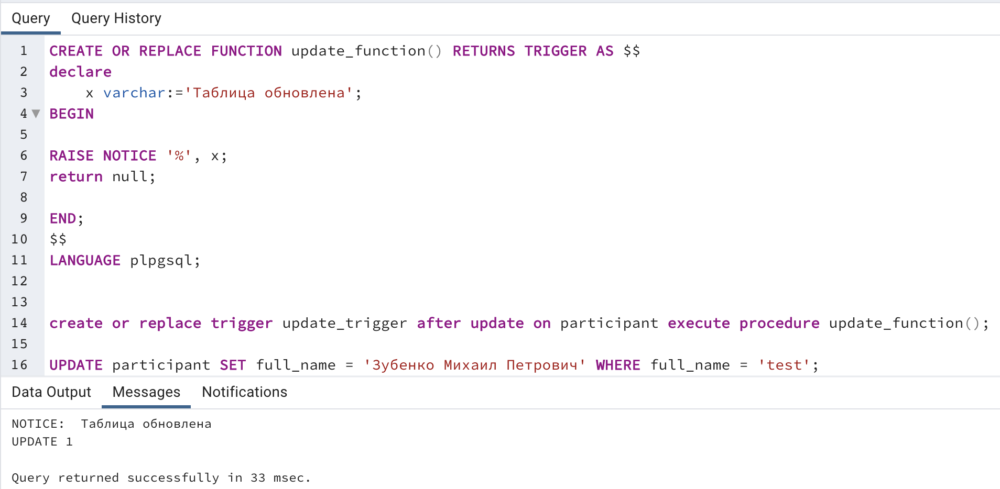 Query Query History
1 CREATE OR REPLACE FUNCTION update_function() RETURNS TRIGGER AS $$
2 declare
3     x varchar:='Таблица обновлена';
4 ▼ BEGIN
5
6 RAISE NOTICE '%', x;
7 return null;
8
9 END;
10 $$
11 LANGUAGE plpgsql;
12
13
14 create or replace trigger update_trigger after update on participant execute procedure update_function();
15
16 UPDATE participant SET full_name = 'Зубенко Михаил Петрович' WHERE full_name = 'test';
Data Output Messages Notifications
NOTICE:  Таблица обновлена
UPDATE 1
Query returned successfully in 33 msec.